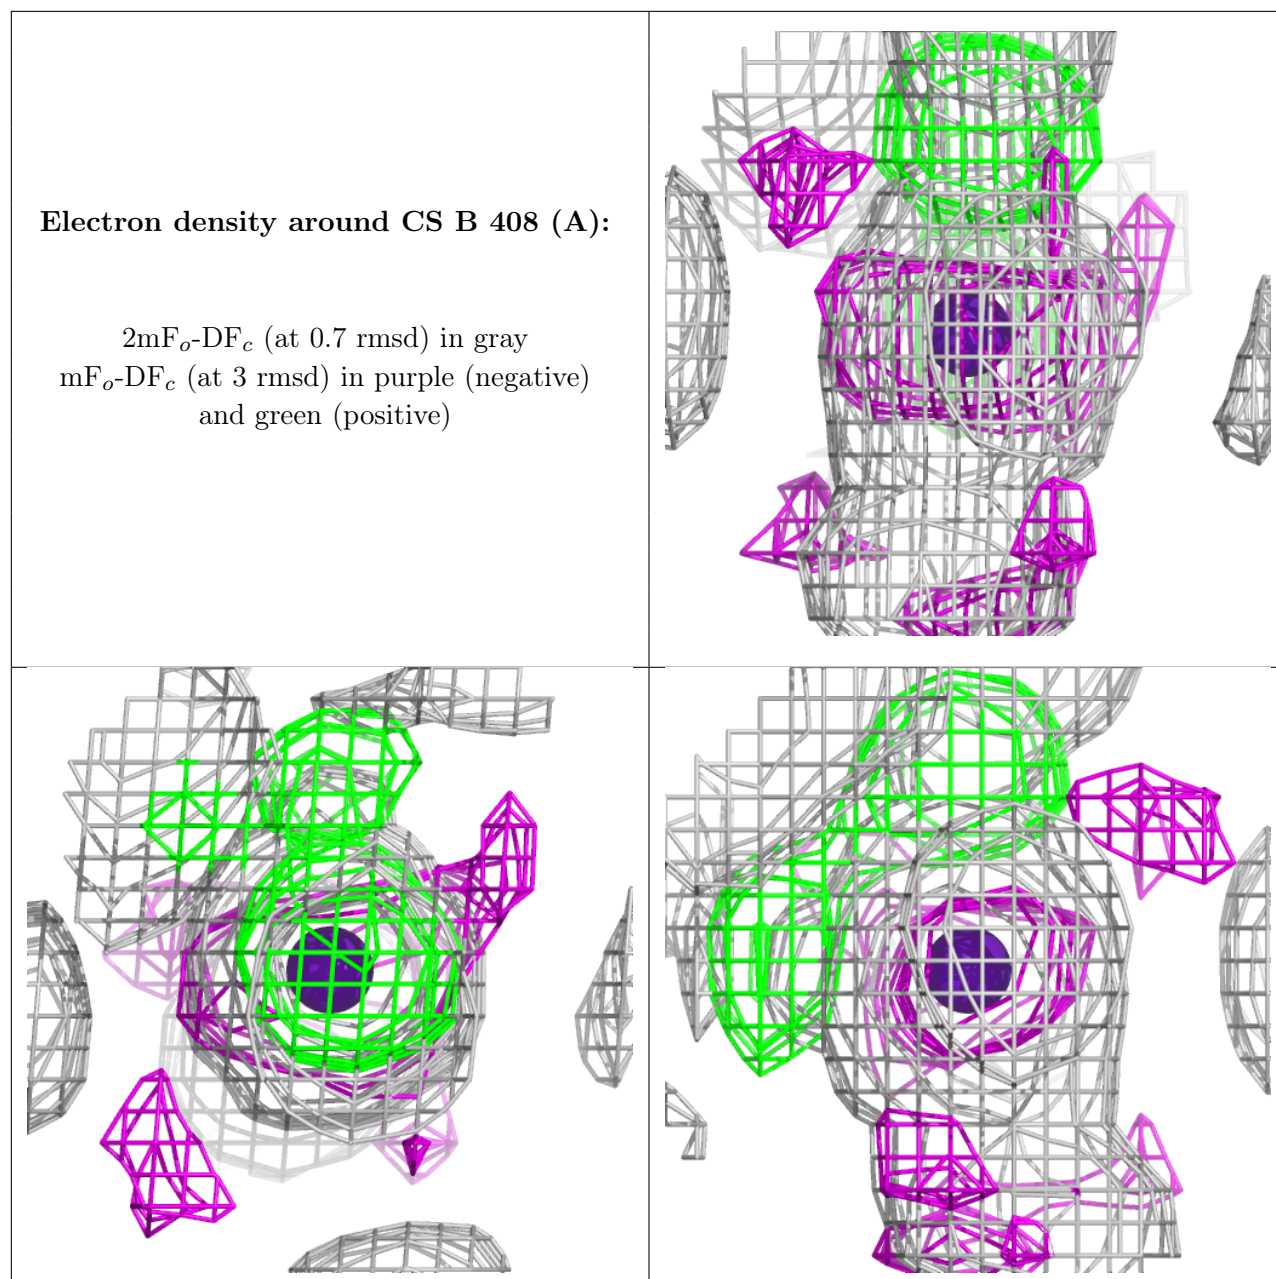 Electron density around CS B 408 (A):
2mFo-DFc (at 0.7 rmsd) in gray
mFo-DFc (at 3 rmsd) in purple (negative)
and green (positive)